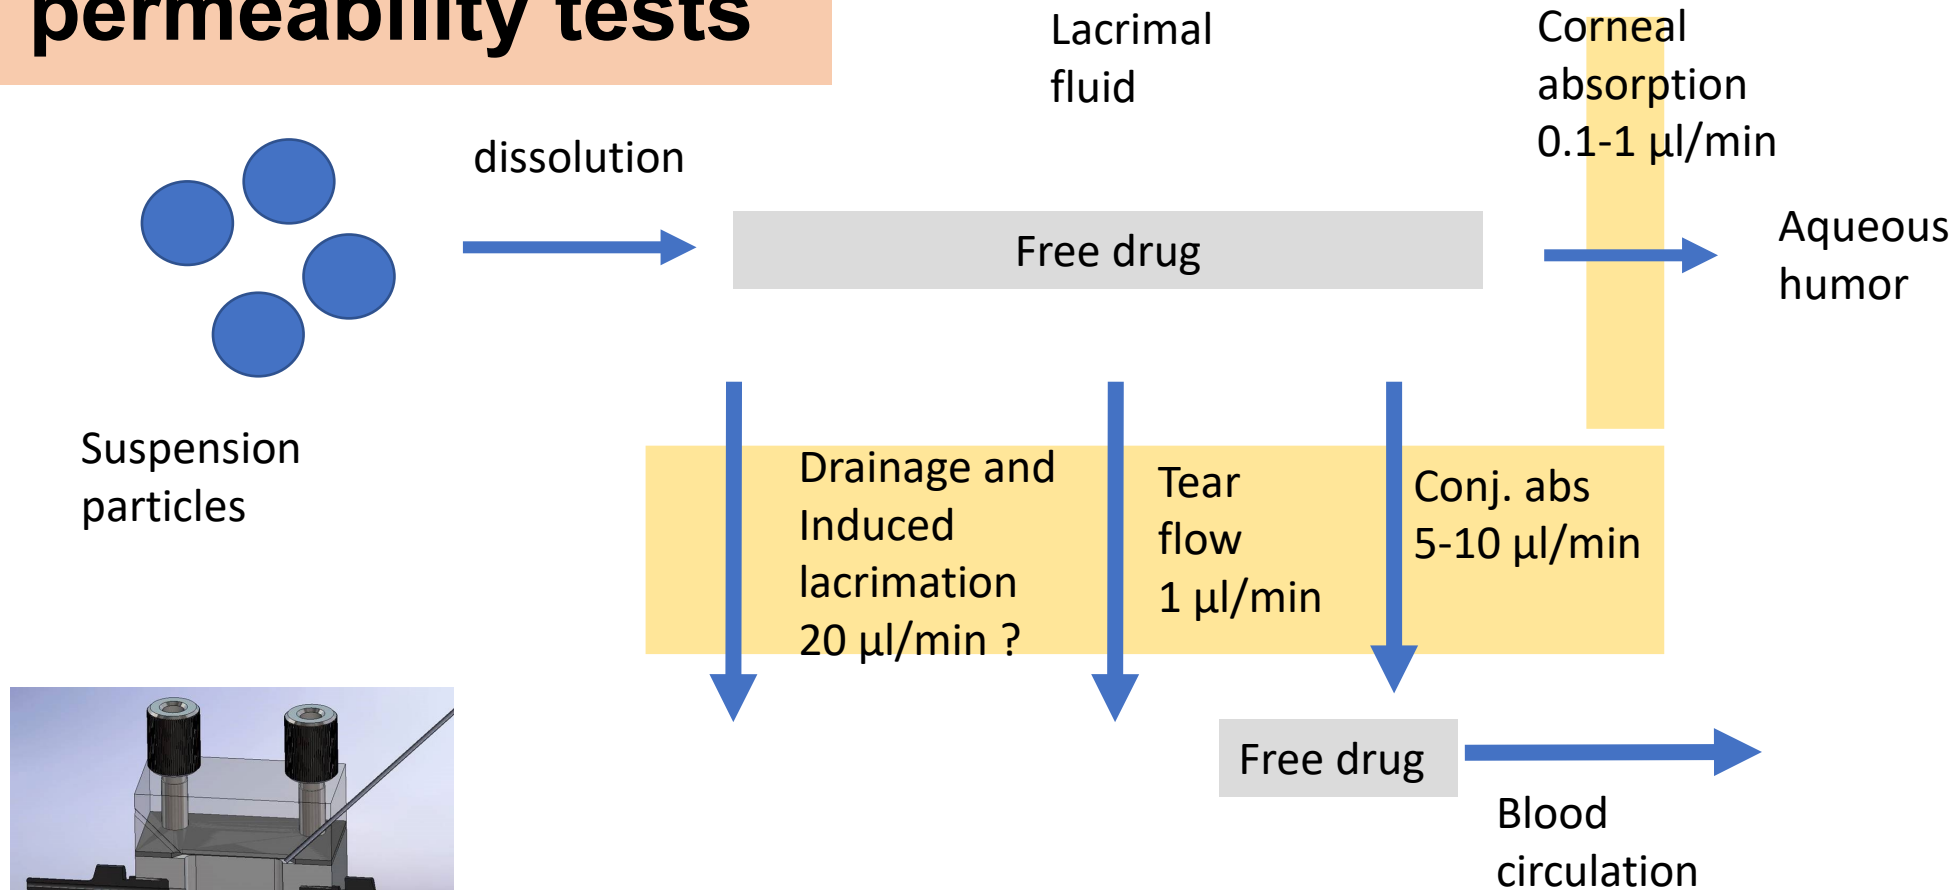 permeability tests
Lacrimal
fluid
Corneal
absorption
0.1-1 µl/min
dissolution
Free drug
Aqueous
humor
Suspension
particles
Drainage and
Induced
lacrimation
20 µl/min ?
Tear
flow
1 µl/min
Conj. abs
5-10 µl/min
Free drug
Blood
circulation